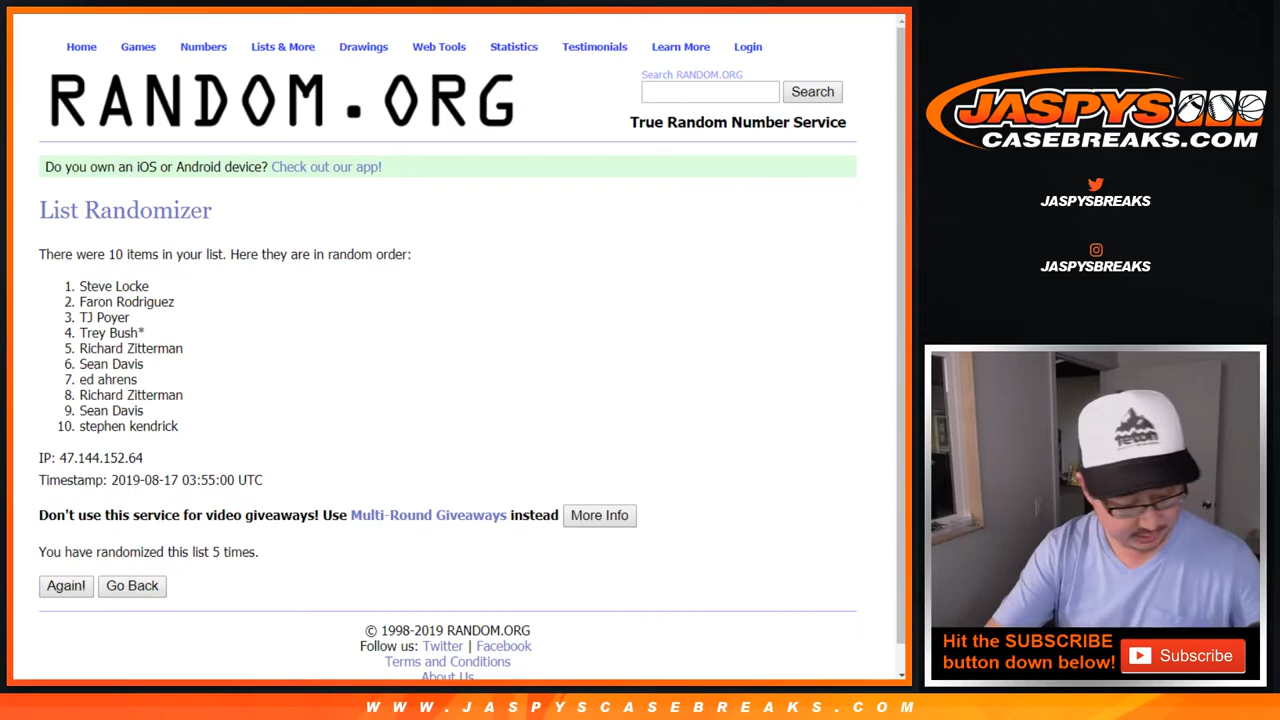 Home Games Numbers Lists & More Drawings Web Tools Statistics Testimonials Learn More Login
RANDOM.ORG
Search RANDOM.ORG
Search
True Random Number Service
Do you own an iOS or Android device? Check out our app!
List Randomizer
There were 10 items in your list. Here they are in random order:
1. Steve Locke
2. Faron Rodriguez
3. TJ Poyer
4. Trey Bush*
5. Richard Zitterman
6. Sean Davis
7. ed ahrens
8. Richard Zitterman
9. Sean Davis
10. stephen kendrick
IP: 47.144.152.64
Timestamp: 2019-08-17 03:55:00 UTC
Don't use this service for video giveaways! Use Multi-Round Giveaways instead More Info
You have randomized this list 5 times.
Again! Go Back
© 1998-2019 RANDOM.ORG
Follow us: Twitter | Facebook
Terms and Conditions
About Us
JASPYS
CASEBREAKS.COM
JASPYSBREAKS
JASPYSBREAKS
teton
Hit the SUBSCRIBE
button down below!
Subscribe
WWW.JASPYSCASEBREAKS.COM